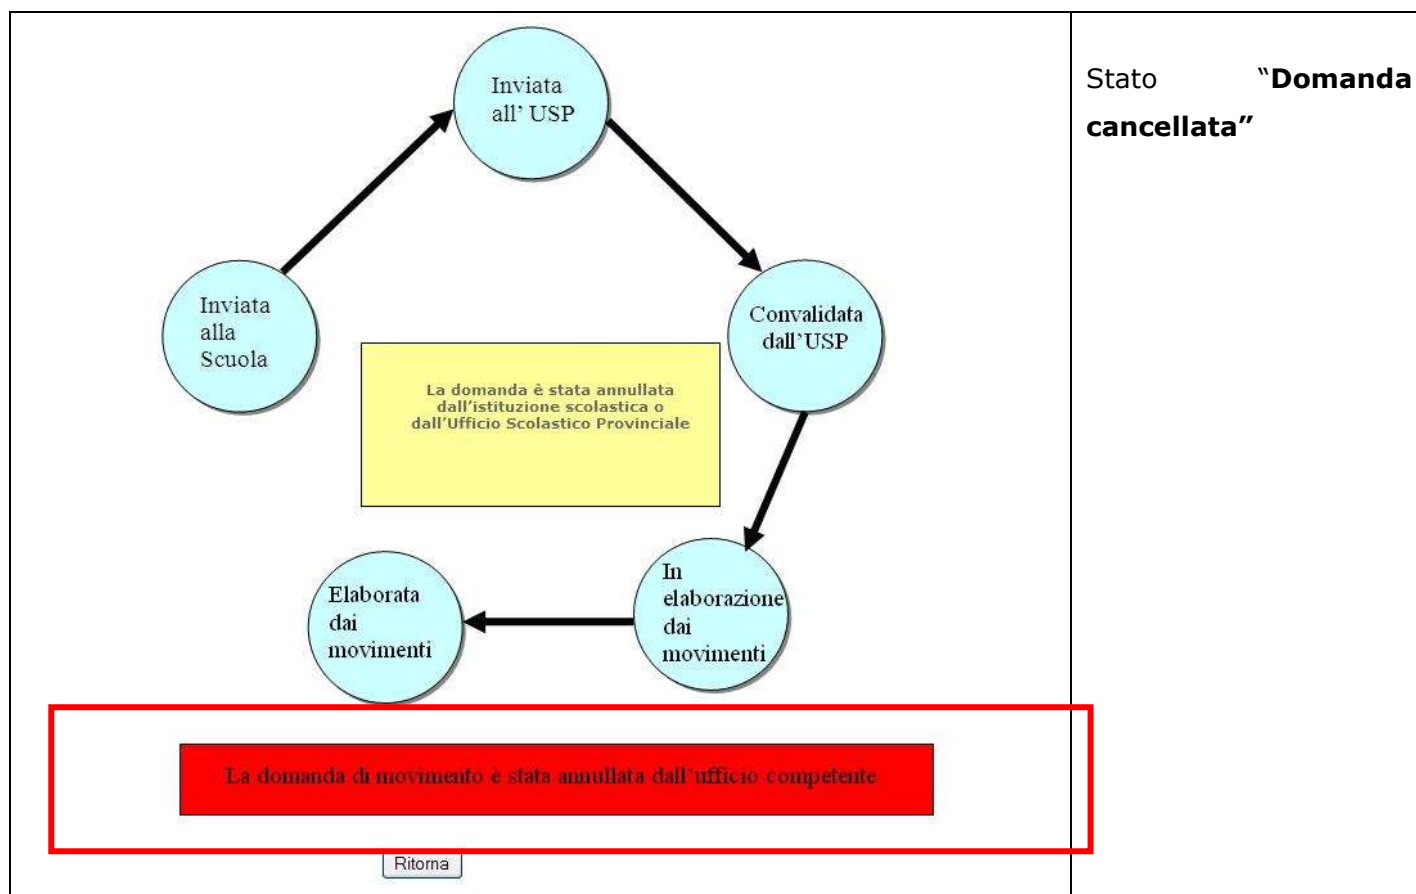 Inviata
all' USP
Stato "Domanda
cancellata"
Inviata
alla
Scuola
Convalidata
dall'USP
La domanda è stata annullata
dall'istituzione scolastica o
dall'Ufficio Scolastico Provinciale
Elaborata
dai
movimenti
In
elaborazione
dai
movimenti
La domanda di movimento è stata annullata dall'ufficio competente
Ritorna